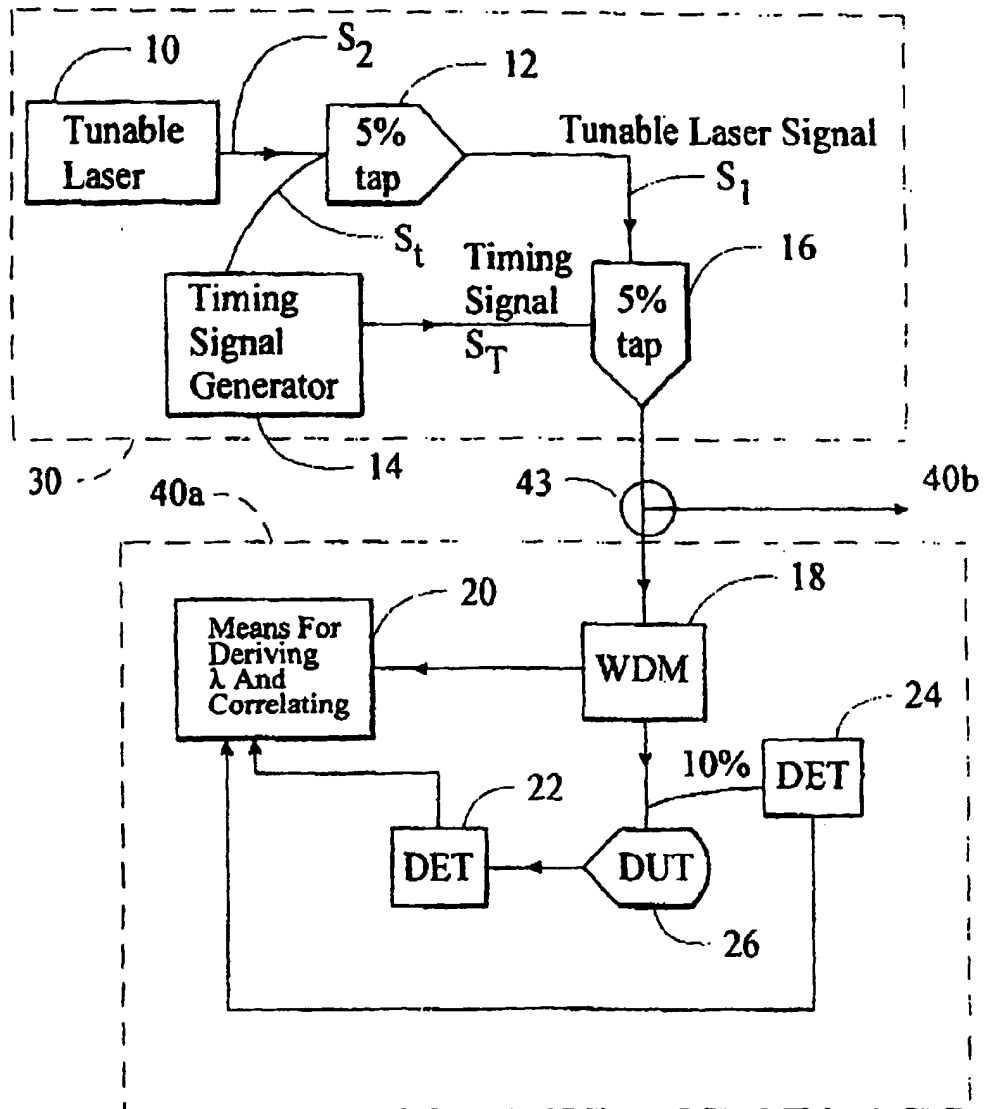 10
S2
12
Tunable
Laser
5%
tap
Tunable Laser Signal
S1
St
Timing
Signal
ST
16
Timing
Signal
Generator
5%
tap
30
14
40a
43
40b
18
20
Means For
Deriving
λ And
Correlating
WDM
24
10%
DET
22
DET
DUT
26